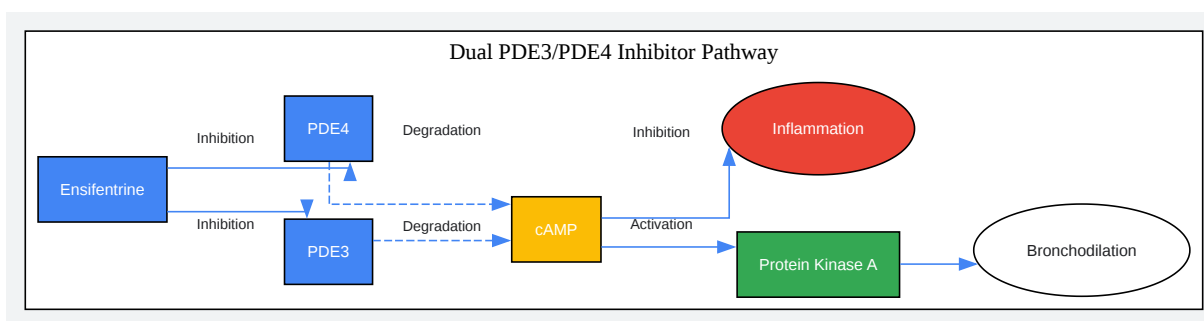 Dual PDE3/PDE4 Inhibitor Pathway
PDE4
Inflammation
Inhibition
Degradation
Inhibition
Ensifentrine
Inhibition
Degradation
cAMP
Activation
PDE3
Protein Kinase A
Bronchodilation